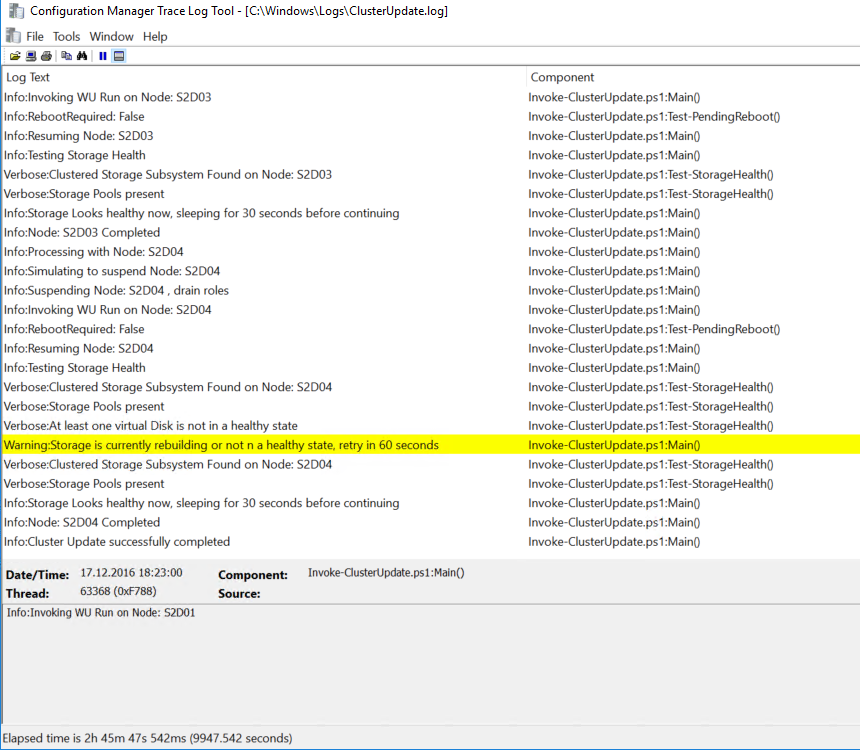 Configuration Manager Trace Log Tool - [C:\Windows\Logs\ClusterUpdate.log]
File Tools Window Help
Log Text Component
Info:Invoking WU Run on Node: S2D03 Invoke-ClusterUpdate.ps1:Main()
Info:RebootRequired: False Invoke-ClusterUpdate.ps1:Test-PendingReboot()
Info:Resuming Node: S2D03 Invoke-ClusterUpdate.ps1:Main()
Info:Testing Storage Health Invoke-ClusterUpdate.ps1:Main()
Verbose:Clustered Storage Subsystem Found on Node: S2D03 Invoke-ClusterUpdate.ps1:Test-StorageHealth()
Verbose:Storage Pools present Invoke-ClusterUpdate.ps1:Test-StorageHealth()
Info:Storage Looks healthy now, sleeping for 30 seconds before continuing Invoke-ClusterUpdate.ps1:Main()
Info:Node: S2D03 Completed Invoke-ClusterUpdate.ps1:Main()
Info:Processing with Node: S2D04 Invoke-ClusterUpdate.ps1:Main()
Info:Simulating to suspend Node: S2D04 Invoke-ClusterUpdate.ps1:Main()
Info:Suspending Node: S2D04 , drain roles Invoke-ClusterUpdate.ps1:Main()
Info:Invoking WU Run on Node: S2D04 Invoke-ClusterUpdate.ps1:Main()
Info:RebootRequired: False Invoke-ClusterUpdate.ps1:Test-PendingReboot()
Info:Resuming Node: S2D04 Invoke-ClusterUpdate.ps1:Main()
Info:Testing Storage Health Invoke-ClusterUpdate.ps1:Main()
Verbose:Clustered Storage Subsystem Found on Node: S2D04 Invoke-ClusterUpdate.ps1:Test-StorageHealth()
Verbose:Storage Pools present Invoke-ClusterUpdate.ps1:Test-StorageHealth()
Verbose:At least one virtual Disk is not in a healthy state Invoke-ClusterUpdate.ps1:Test-StorageHealth()
Warning:Storage is currently rebuilding or not n a healthy state, retry in 60 seconds Invoke-ClusterUpdate.ps1:Main()
Verbose:Clustered Storage Subsystem Found on Node: S2D04 Invoke-ClusterUpdate.ps1:Test-StorageHealth()
Verbose:Storage Pools present Invoke-ClusterUpdate.ps1:Test-StorageHealth()
Info:Storage Looks healthy now, sleeping for 30 seconds before continuing Invoke-ClusterUpdate.ps1:Main()
Info:Node: S2D04 Completed Invoke-ClusterUpdate.ps1:Main()
Info:Cluster Update successfully completed Invoke-ClusterUpdate.ps1:Main()
Date/Time: 17.12.2016 18:23:00 Component: Invoke-ClusterUpdate.ps1:Main()
Thread: 63368 (0xF788) Source:
Info:Invoking WU Run on Node: S2D01
Elapsed time is 2h 45m 47s 542ms (9947.542 seconds)